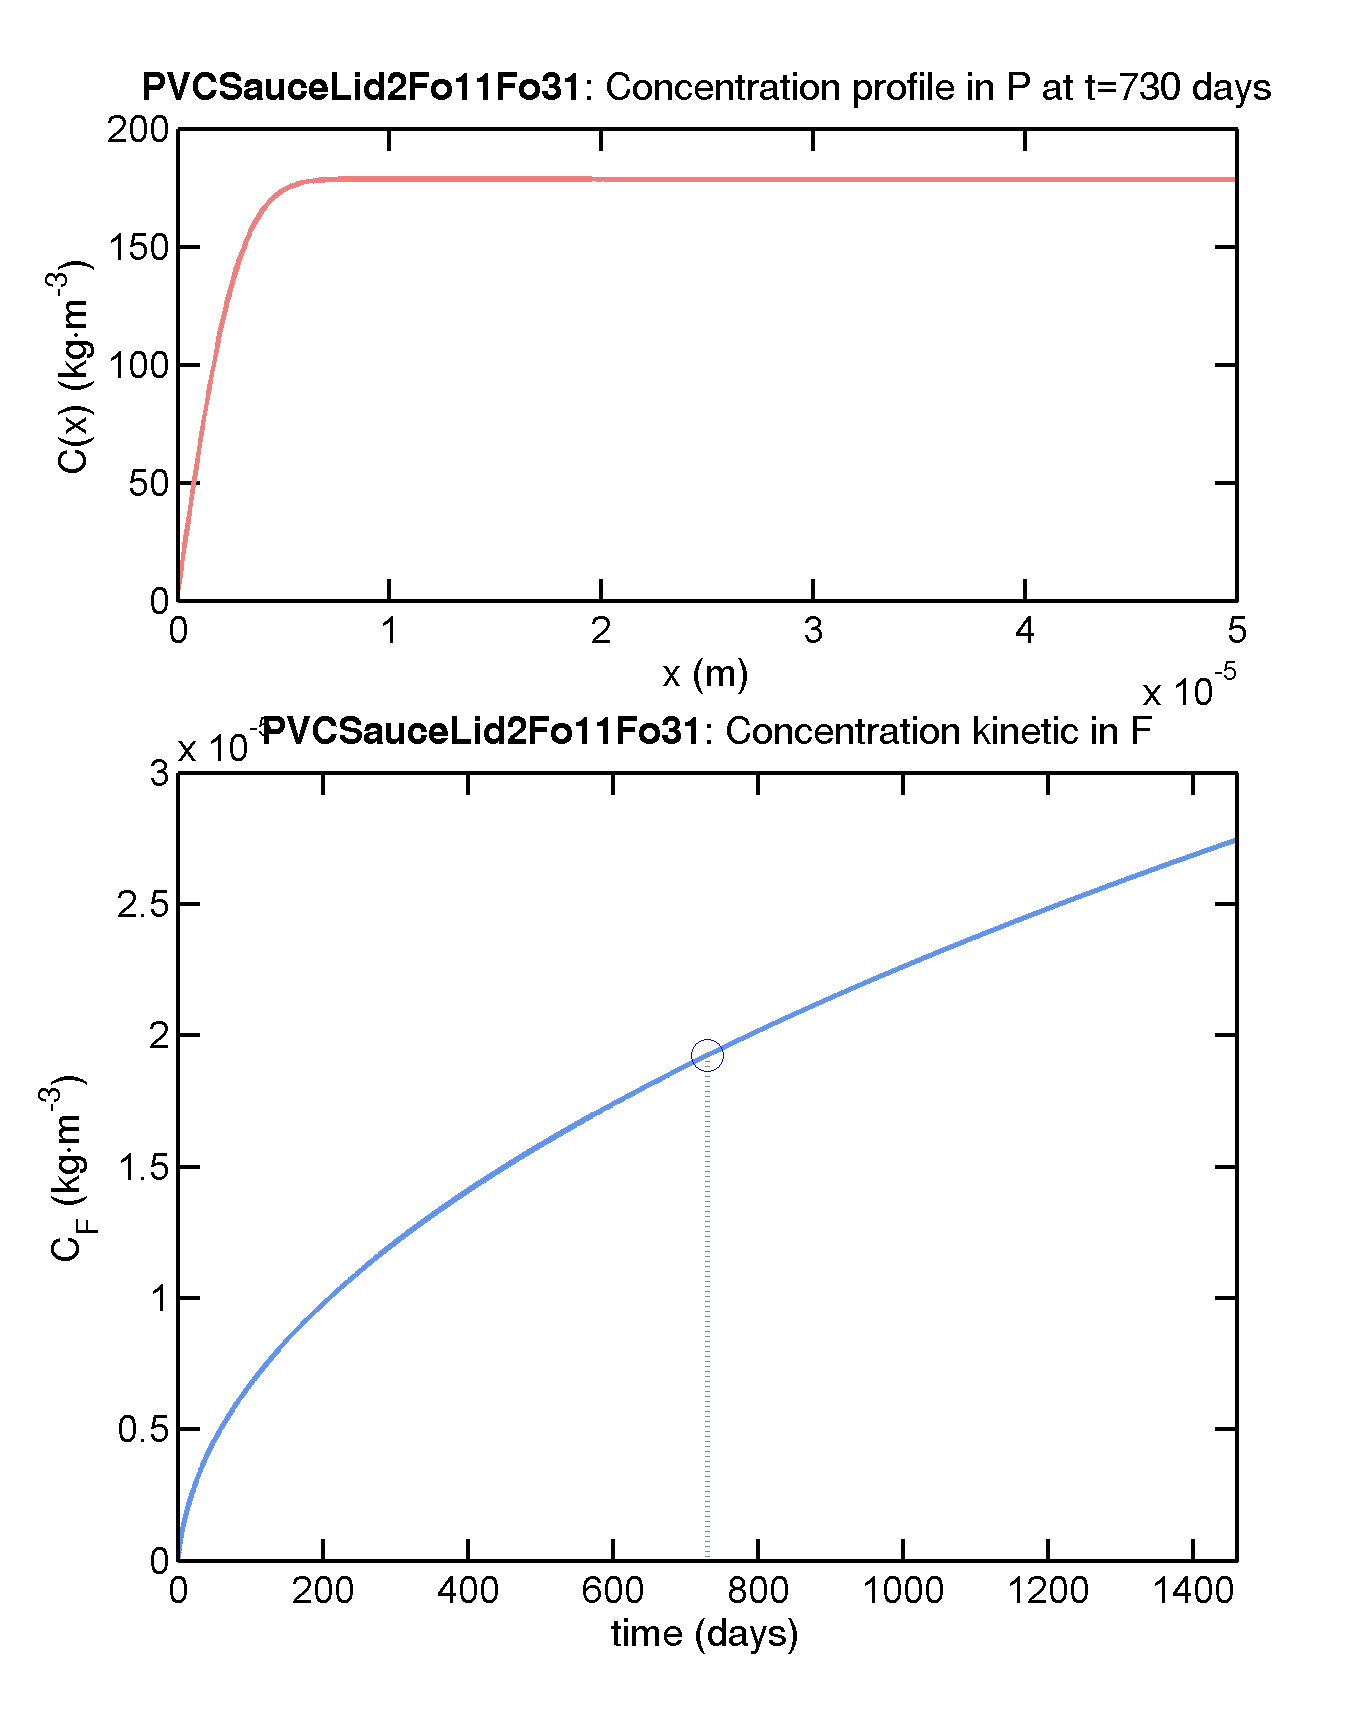 PVCSauceLid2Fo11Fo31: Concentration profile in P at t=730 days
200
150
100
50
0
C(x) (kg·m-3)
0 1 2 3 4 5
x (m)
x 10-5
PVCSauceLid2Fo11Fo31: Concentration kinetic in F
x 10-5
3
2.5
2
1.5
1
0.5
0
CF (kg·m-3)
0 200 400 600 800 1000 1200 1400
time (days)